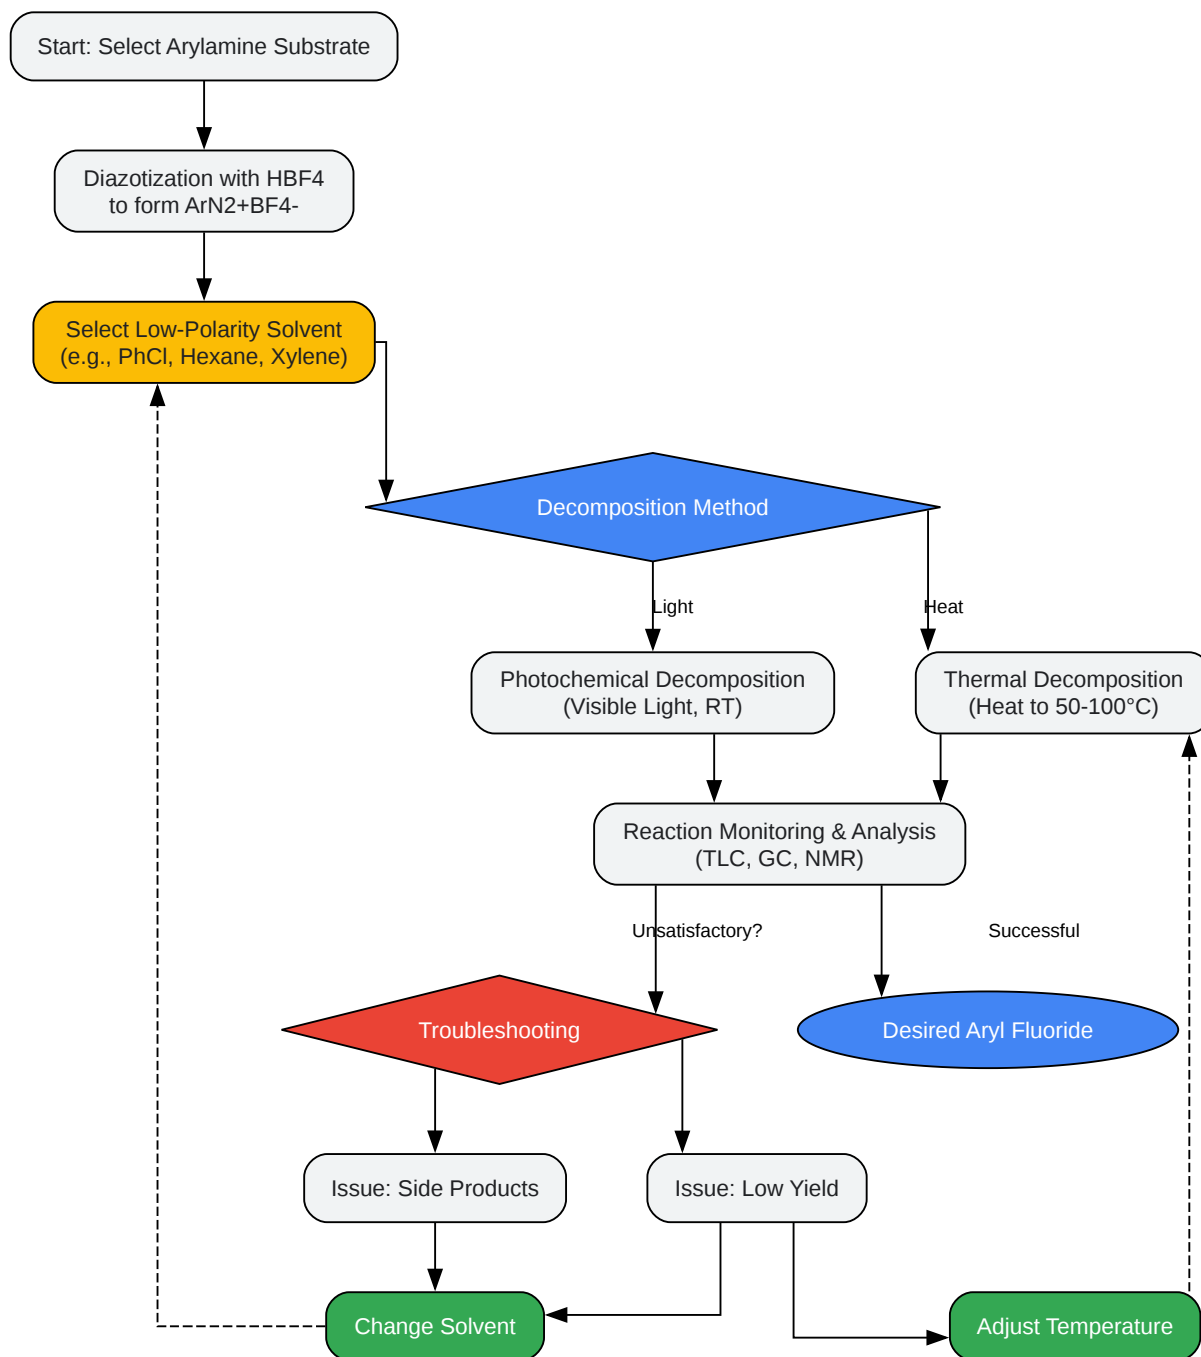 Start: Select Arylamine Substrate
Diazotization with HBF4
to form ArN2+BF4-
Select Low-Polarity Solvent
(e.g., PhCl, Hexane, Xylene)
Decomposition Method
Light
Heat
Photochemical Decomposition
(Visible Light, RT)
Thermal Decomposition
(Heat to 50-100°C)
Reaction Monitoring & Analysis
(TLC, GC, NMR)
Unsatisfactory?
Successful
Troubleshooting
Desired Aryl Fluoride
Issue: Side Products
Issue: Low Yield
Change Solvent
Adjust Temperature